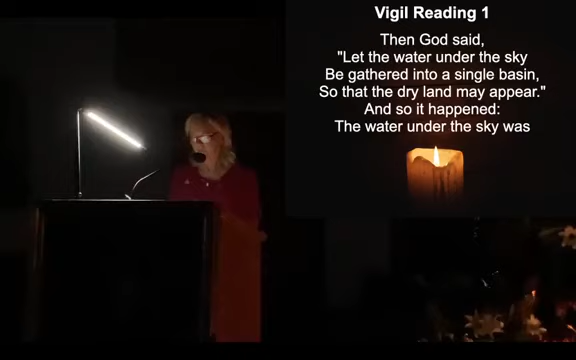 Vigil Reading 1
Then God said,
"Let the water under the sky
Be gathered into a single basin,
So that the dry land may appear."
And so it happened:
The water under the sky was